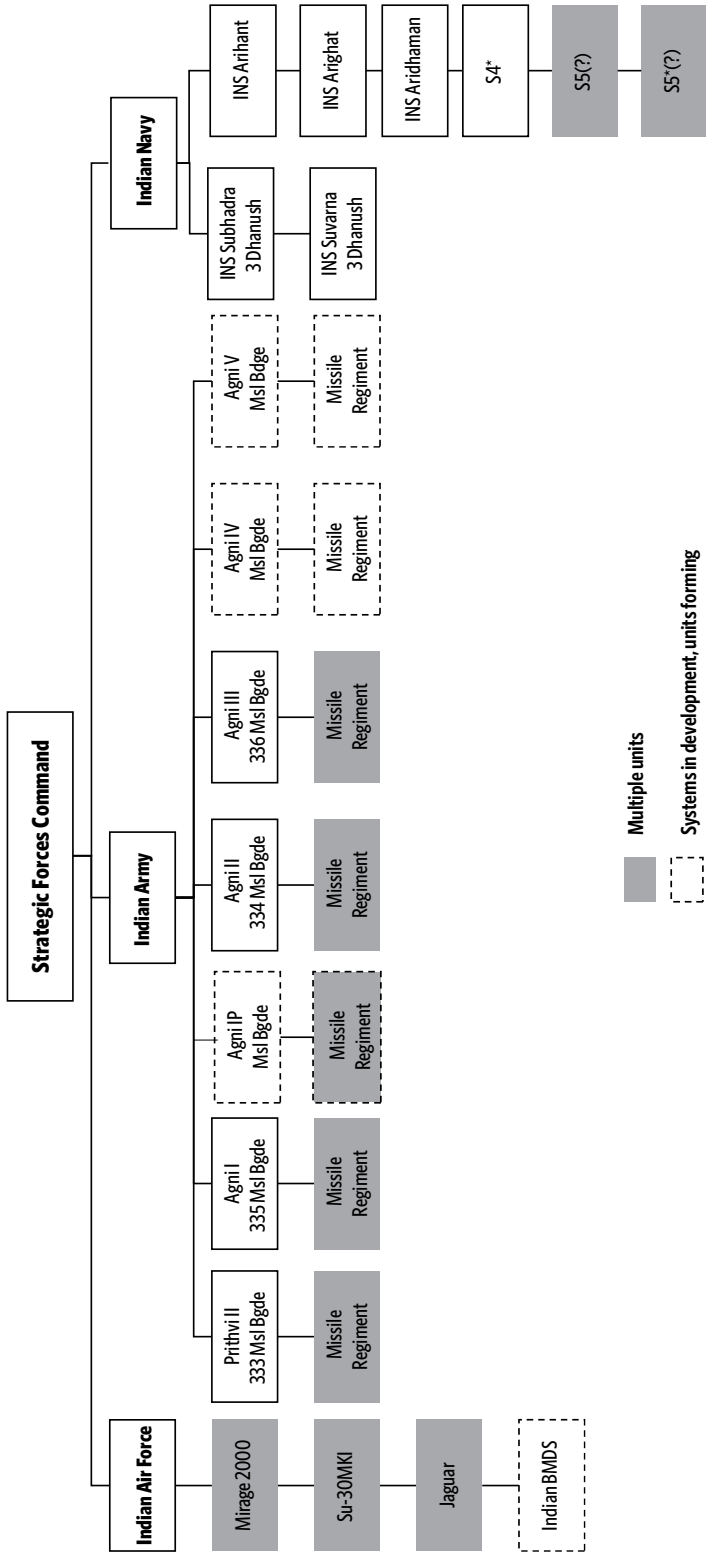 Strategic Forces Command
Indian Air Force
Mirage 2000
Su-30MKI
Jaguar
Indian BMDS
Indian Army
Prithvi II
333 Msl Bgde
Missile
Regiment
Agni I
335 Msl Bgde
Missile
Regiment
Agni IP
Msl Bgde
Missile
Regiment
Agni II
334 Msl Bgde
Missile
Regiment
Agni III
336 Msl Bgde
Missile
Regiment
Agni IV
Msl Bgde
Missile
Regiment
Agni V
Msl Bdge
Missile
Regiment
Indian Navy
INS Subhadra
3 Dhanush
INS Suvarna
3 Dhanush
INS Arihant
INS Arighat
INS Aridhaman
S4*
S5(?)
S5*(?)
Multiple units
Systems in development, units forming